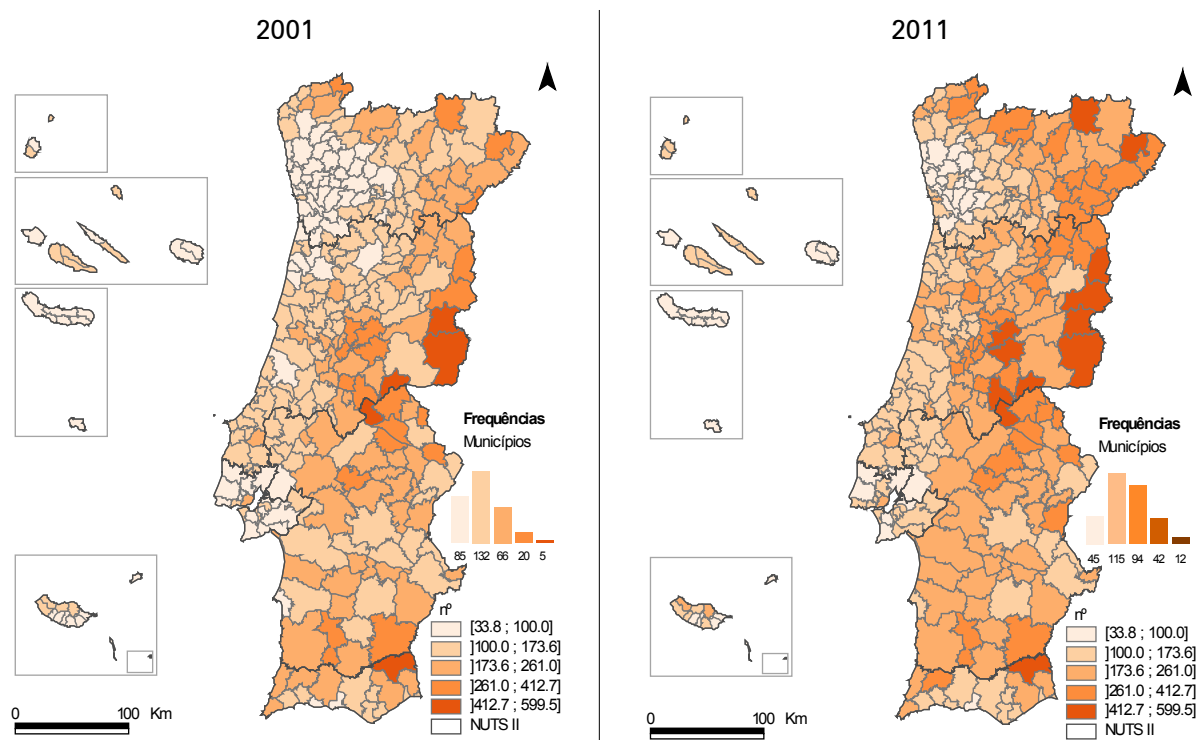 2001
Frequências
Municípios
85 132 66 20 5
nº
[33.8 ; 100.0]
]100.0 ; 173.6]
]173.6 ; 261.0]
]261.0 ; 412.7]
]412.7 ; 599.5]
NUTS II
0 100 Km
2011
Frequências
Municípios
45 115 94 42 12
nº
[33.8 ; 100.0]
]100.0 ; 173.6]
]173.6 ; 261.0]
]261.0 ; 412.7]
]412.7 ; 599.5]
NUTS II
0 100 Km